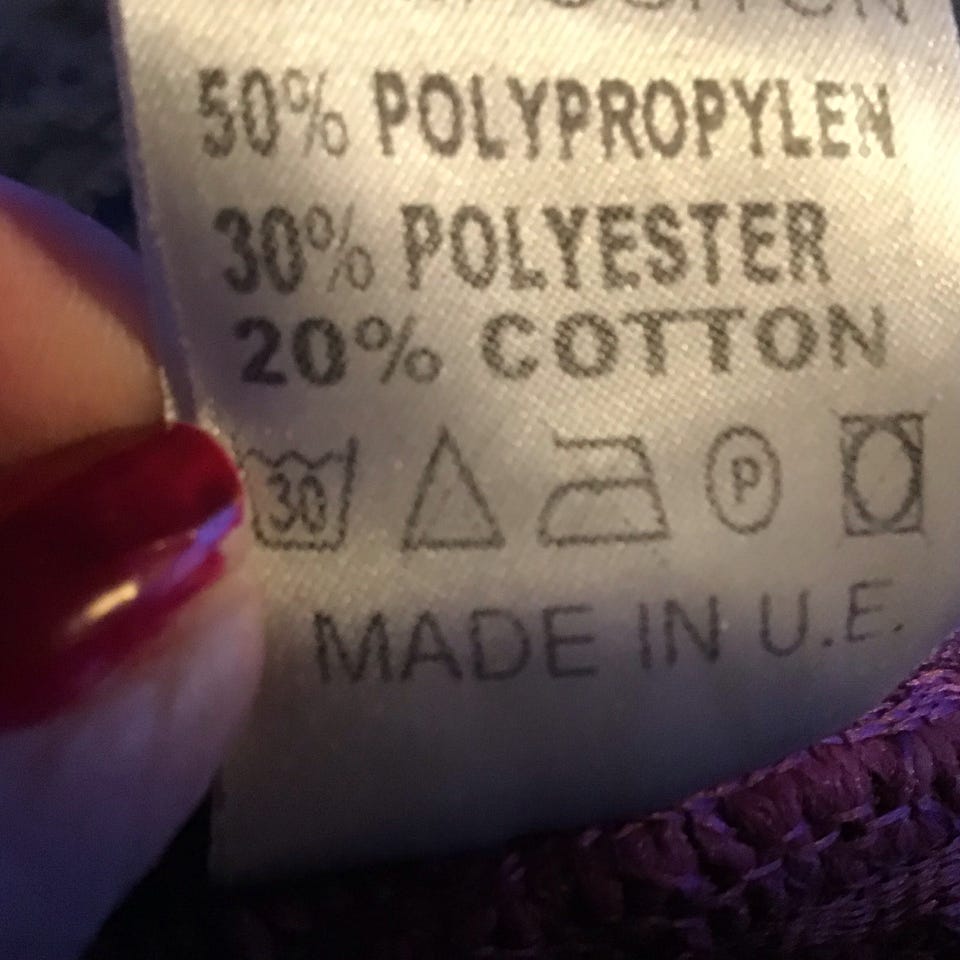 50% POLYPROPYLEN
30% POLYESTER
20% COTTON
30 P
MADE IN U.E.